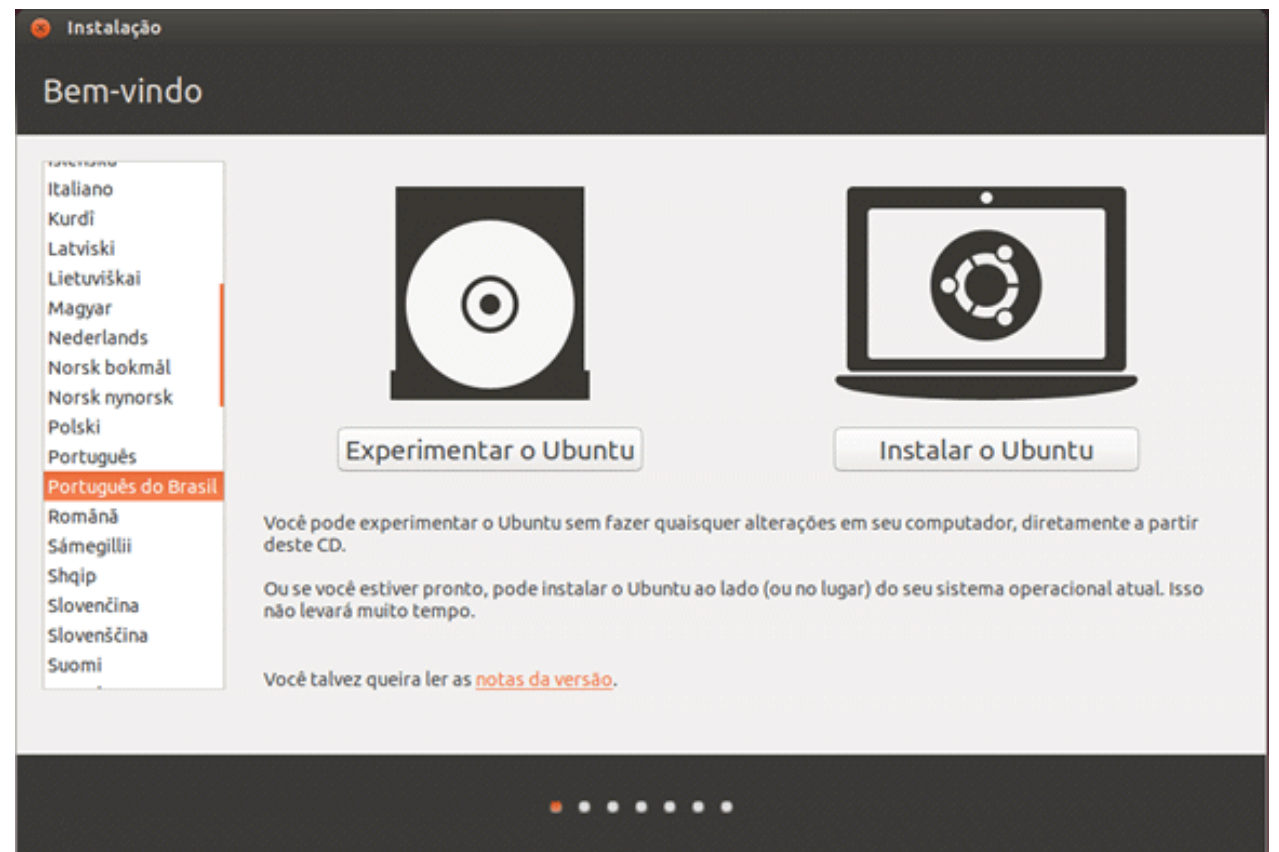 Instalação
Bem-vindo
Italiano
Kurdî
Latviski
Lietuviškai
Magyar
Nederlands
Norsk bokmål
Norsk nynorsk
Polski
Português
Português do Brasil
Română
Sámegillii
Shqip
Slovenčina
Slovenščina
Suomi
Experimentar o Ubuntu
Instalar o Ubuntu
Você pode experimentar o Ubuntu sem fazer quaisquer alterações em seu computador, diretamente a partir
deste CD.
Ou se você estiver pronto, pode instalar o Ubuntu ao lado (ou no lugar) do seu sistema operacional atual. Isso
não levará muito tempo.
Você talvez queira ler as notas da versão.